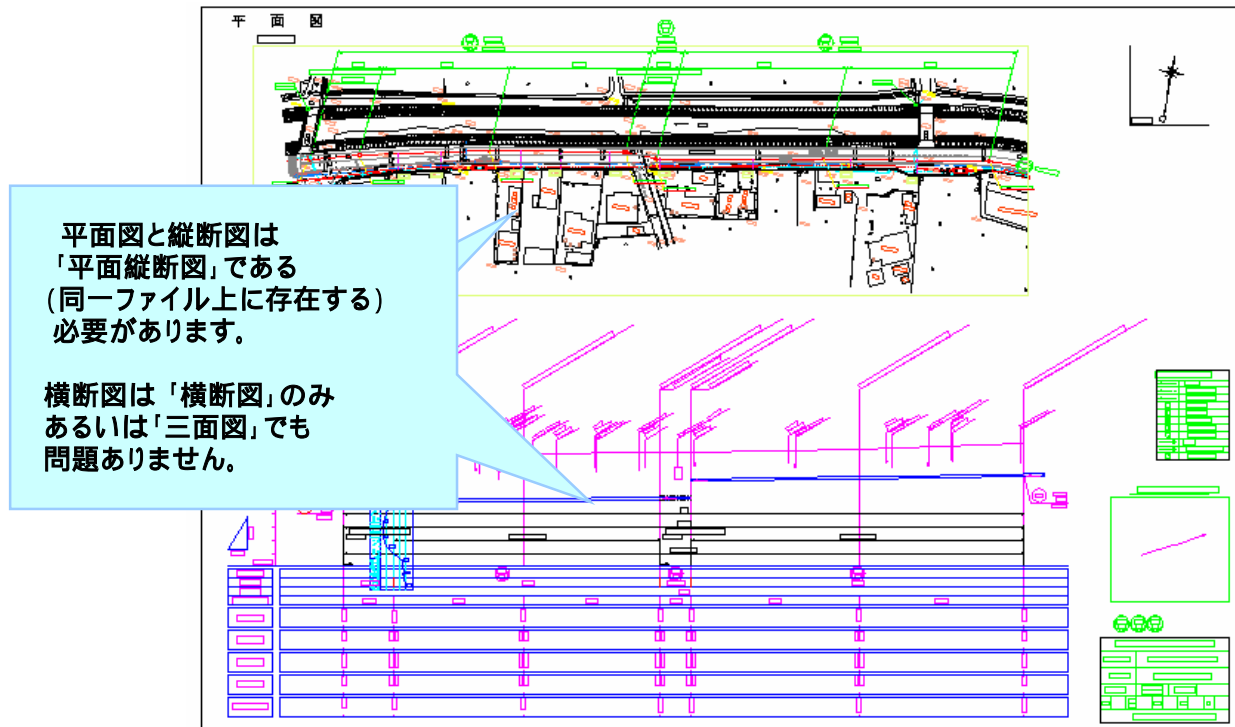 平 面 図
平面図と縦断図は
「平面縦断図」である
(同一ファイル上に存在する)
必要があります。
横断図は「横断図」のみ
あるいは「三面図」でも
問題ありません。